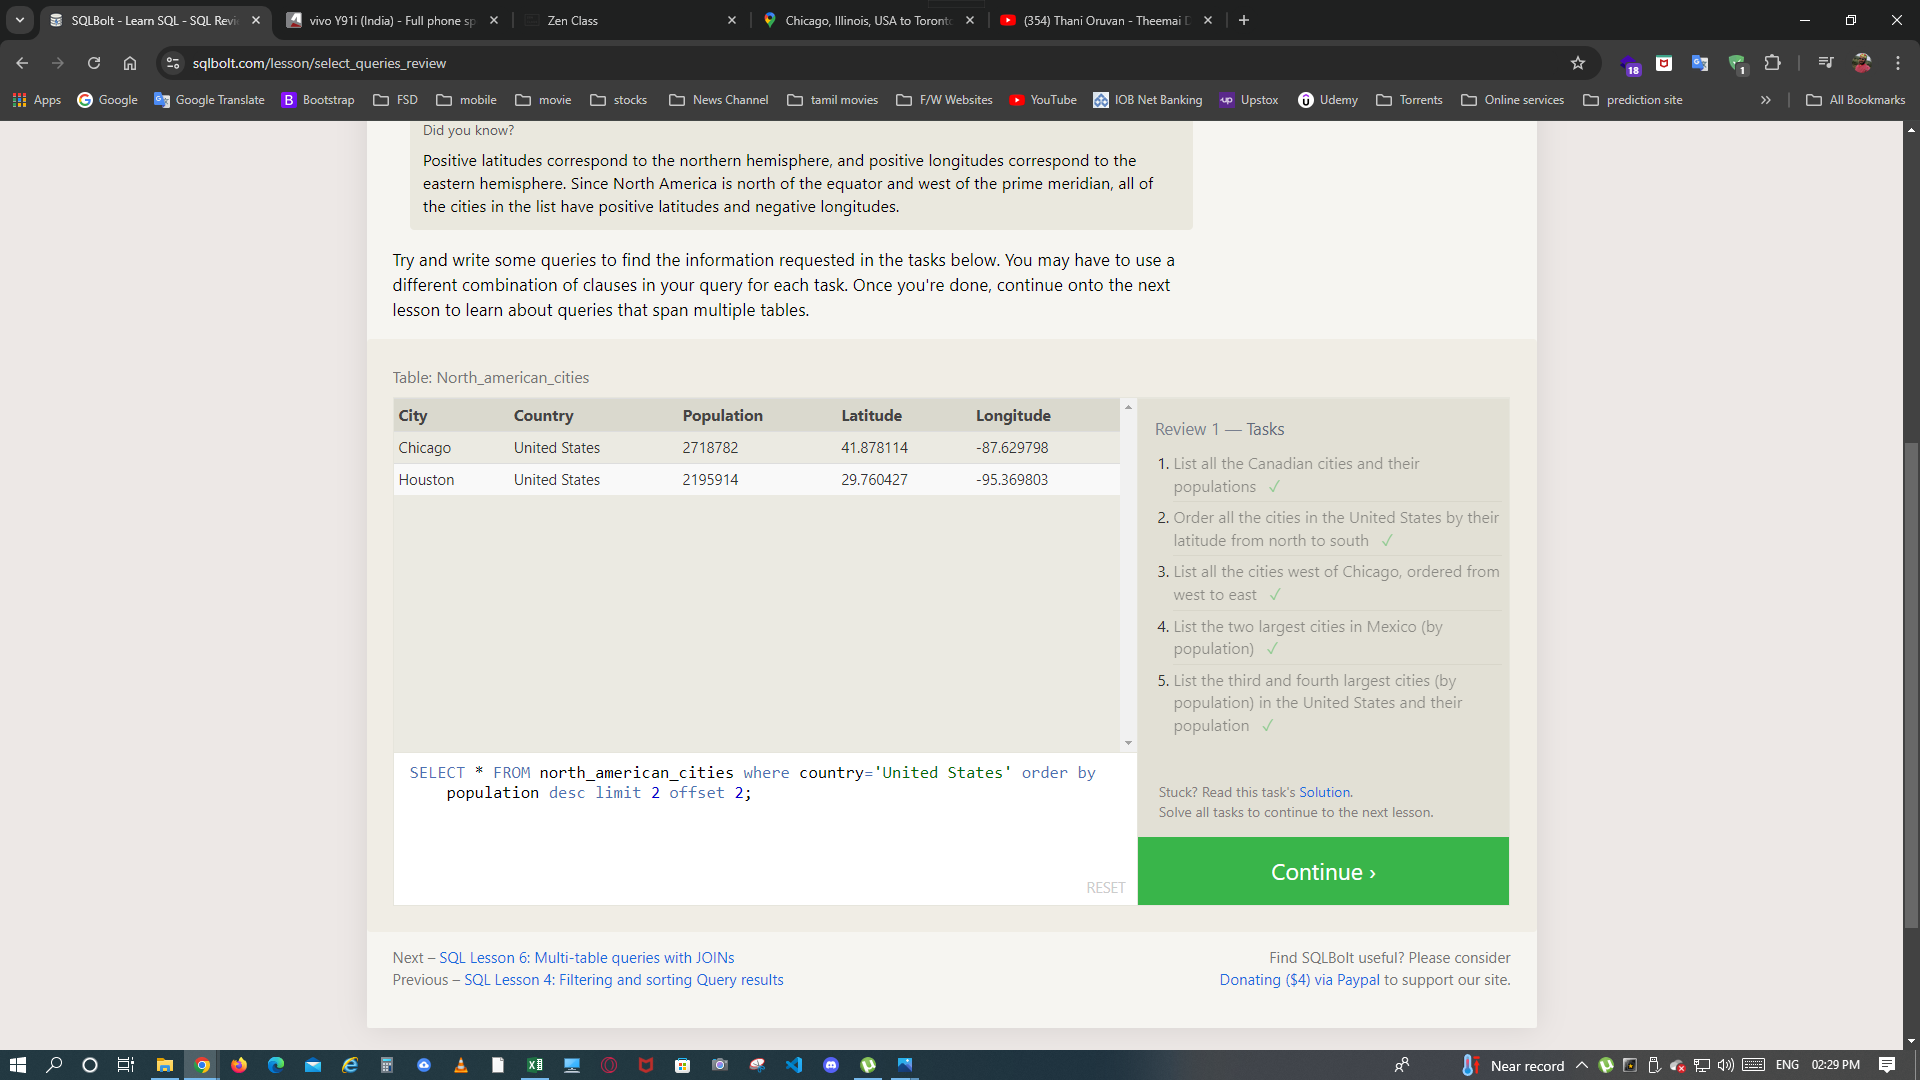 SQLBolt - Learn SQL - SQL Revi
vivo Y91i (India) - Full phone sp
Zen Class
Chicago, Illinois, USA to Toronto
(354) Thani Oruvan - Theemai D
sqlbolt.com/lesson/select_queries_review
18
1
Apps Google Google Translate Bootstrap FSD mobile movie stocks News Channel tamil movies F/W Websites YouTube IOB Net Banking Upstox Udemy Torrents Online services prediction site » All Bookmarks
Did you know?
Positive latitudes correspond to the northern hemisphere, and positive longitudes correspond to the
eastern hemisphere. Since North America is north of the equator and west of the prime meridian, all of
the cities in the list have positive latitudes and negative longitudes.
Try and write some queries to find the information requested in the tasks below. You may have to use a
different combination of clauses in your query for each task. Once you're done, continue onto the next
lesson to learn about queries that span multiple tables.
Table: North_american_cities
City Country Population Latitude Longitude
Chicago United States 2718782 41.878114 -87.629798
Houston United States 2195914 29.760427 -95.369803
SELECT * FROM north_american_cities where country='United States' order by
population desc limit 2 offset 2;
RESET
Review 1 — Tasks
1. List all the Canadian cities and their
populations ✓
2. Order all the cities in the United States by their
latitude from north to south ✓
3. List all the cities west of Chicago, ordered from
west to east ✓
4. List the two largest cities in Mexico (by
population) ✓
5. List the third and fourth largest cities (by
population) in the United States and their
population ✓
Stuck? Read this task's Solution.
Solve all tasks to continue to the next lesson.
Continue ›
Next – SQL Lesson 6: Multi-table queries with JOINs
Previous – SQL Lesson 4: Filtering and sorting Query results
Find SQLBolt useful? Please consider
Donating ($4) via Paypal to support our site.
Near record ENG 02:29 PM